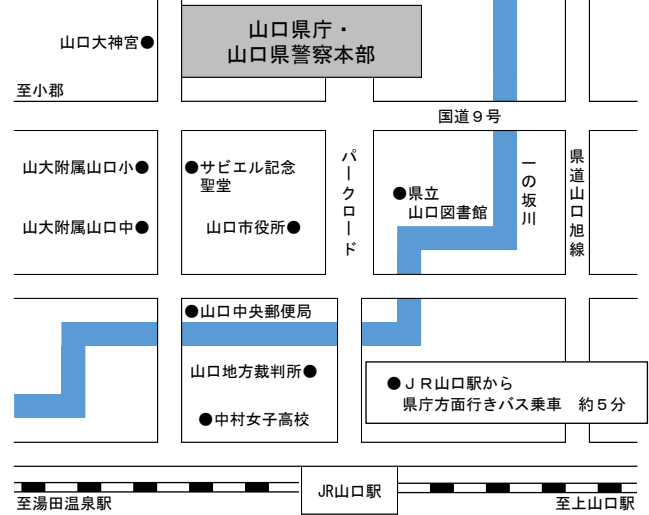 山口県庁・
山口県警察本部
山口大神宮●
至小郡
国道９号
山大附属山口小●
●サビエル記念
聖堂
パークロード
●県立
山口図書館
一の坂川
県道山口旭線
山大附属山口中●
山口市役所●
●山口中央郵便局
山口地方裁判所●
●中村女子高校
●ＪＲ山口駅から
県庁方面行きバス乗車　約５分
JR山口駅
至湯田温泉駅
至上山口駅